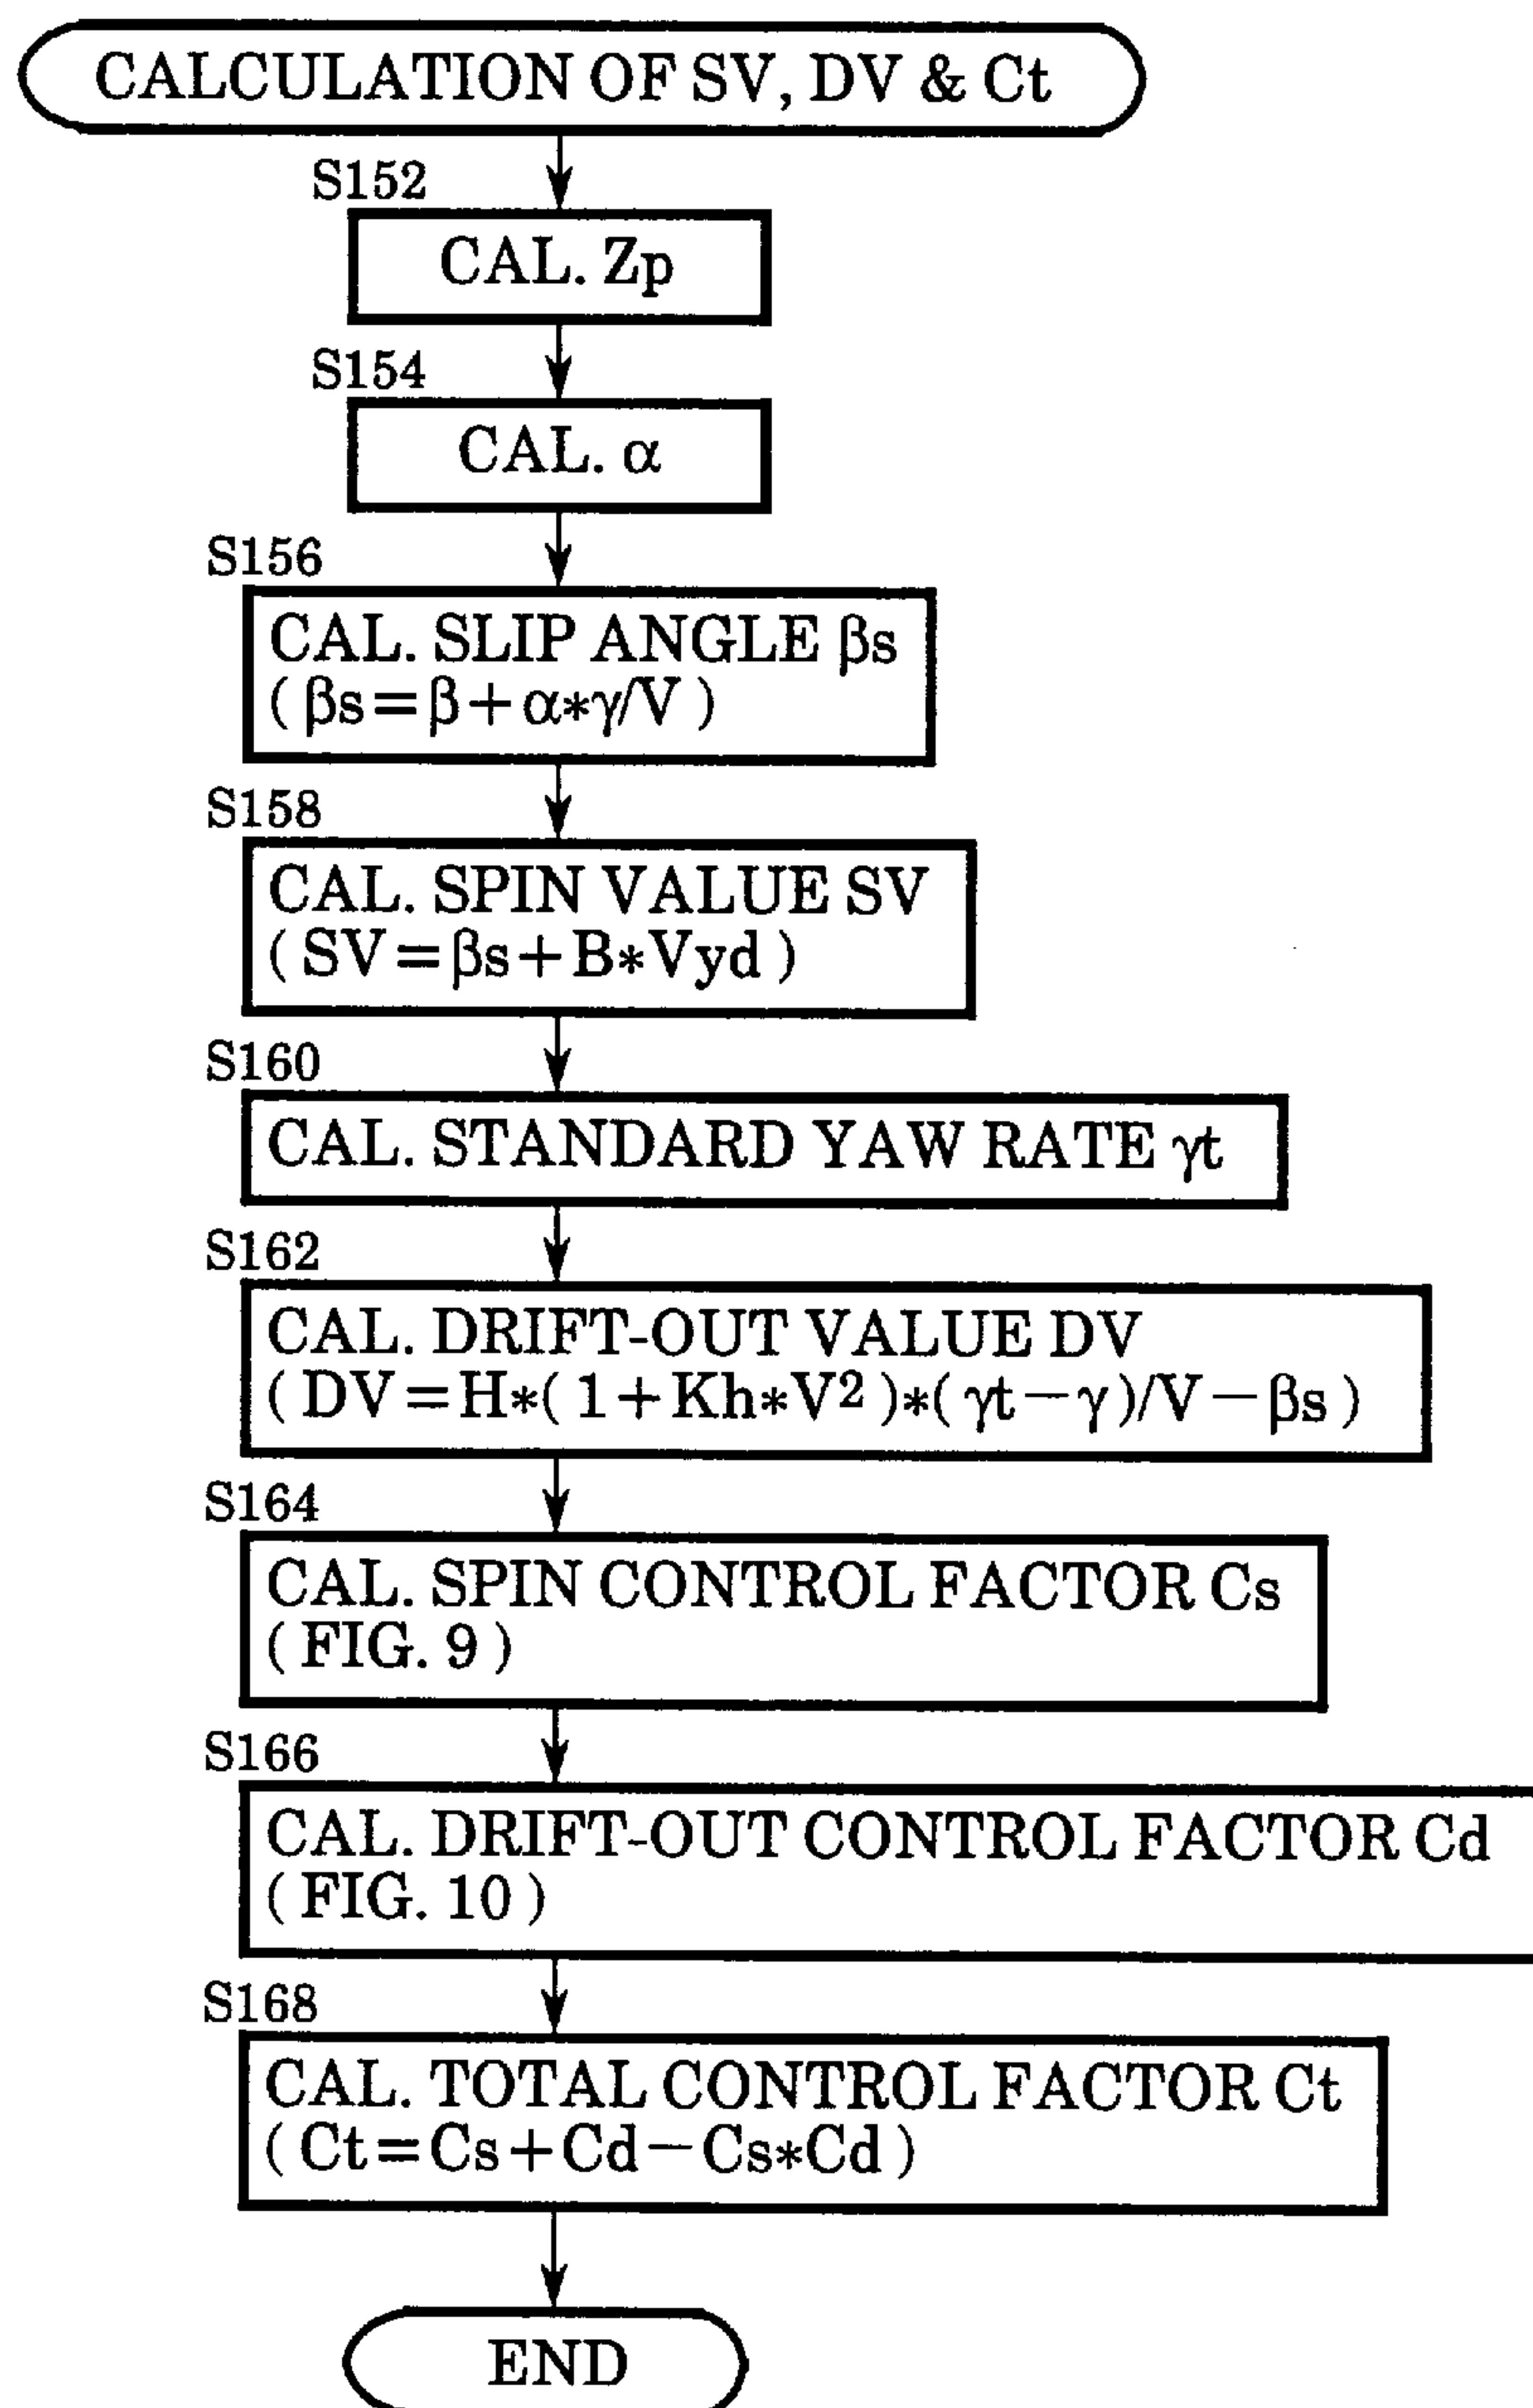 CALCULATION OF SV, DV & Ct
S152
CAL. Zp
S154
CAL. α
S156
CAL. SLIP ANGLE βs
( βs=β+α*γ/V )
S158
CAL. SPIN VALUE SV
( SV=βs+B*Vyd )
S160
CAL. STANDARD YAW RATE γt
S162
CAL. DRIFT-OUT VALUE DV
( DV=H*( 1+Kh*V² )*( γt-γ )/V-βs )
S164
CAL. SPIN CONTROL FACTOR Cs
( FIG. 9 )
S166
CAL. DRIFT-OUT CONTROL FACTOR Cd
( FIG. 10 )
S168
CAL. TOTAL CONTROL FACTOR Ct
( Ct=Cs+Cd-Cs*Cd )
END